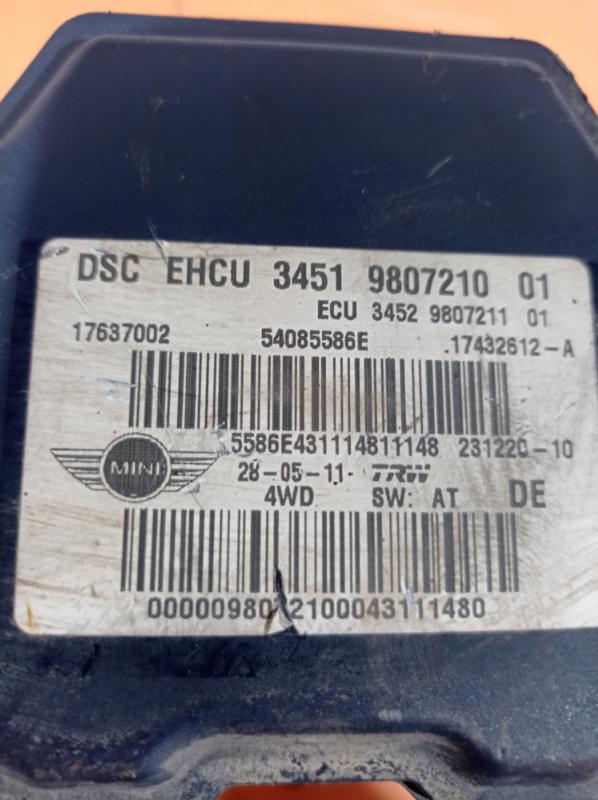 DSC EHCU 3451 9807210 01
ECU 3452 9807211 01
17637002 54085586E 17432612-A
5586E431114811148 231220-10
MINI 28-05-11 TRW
4WD SW: AT DE